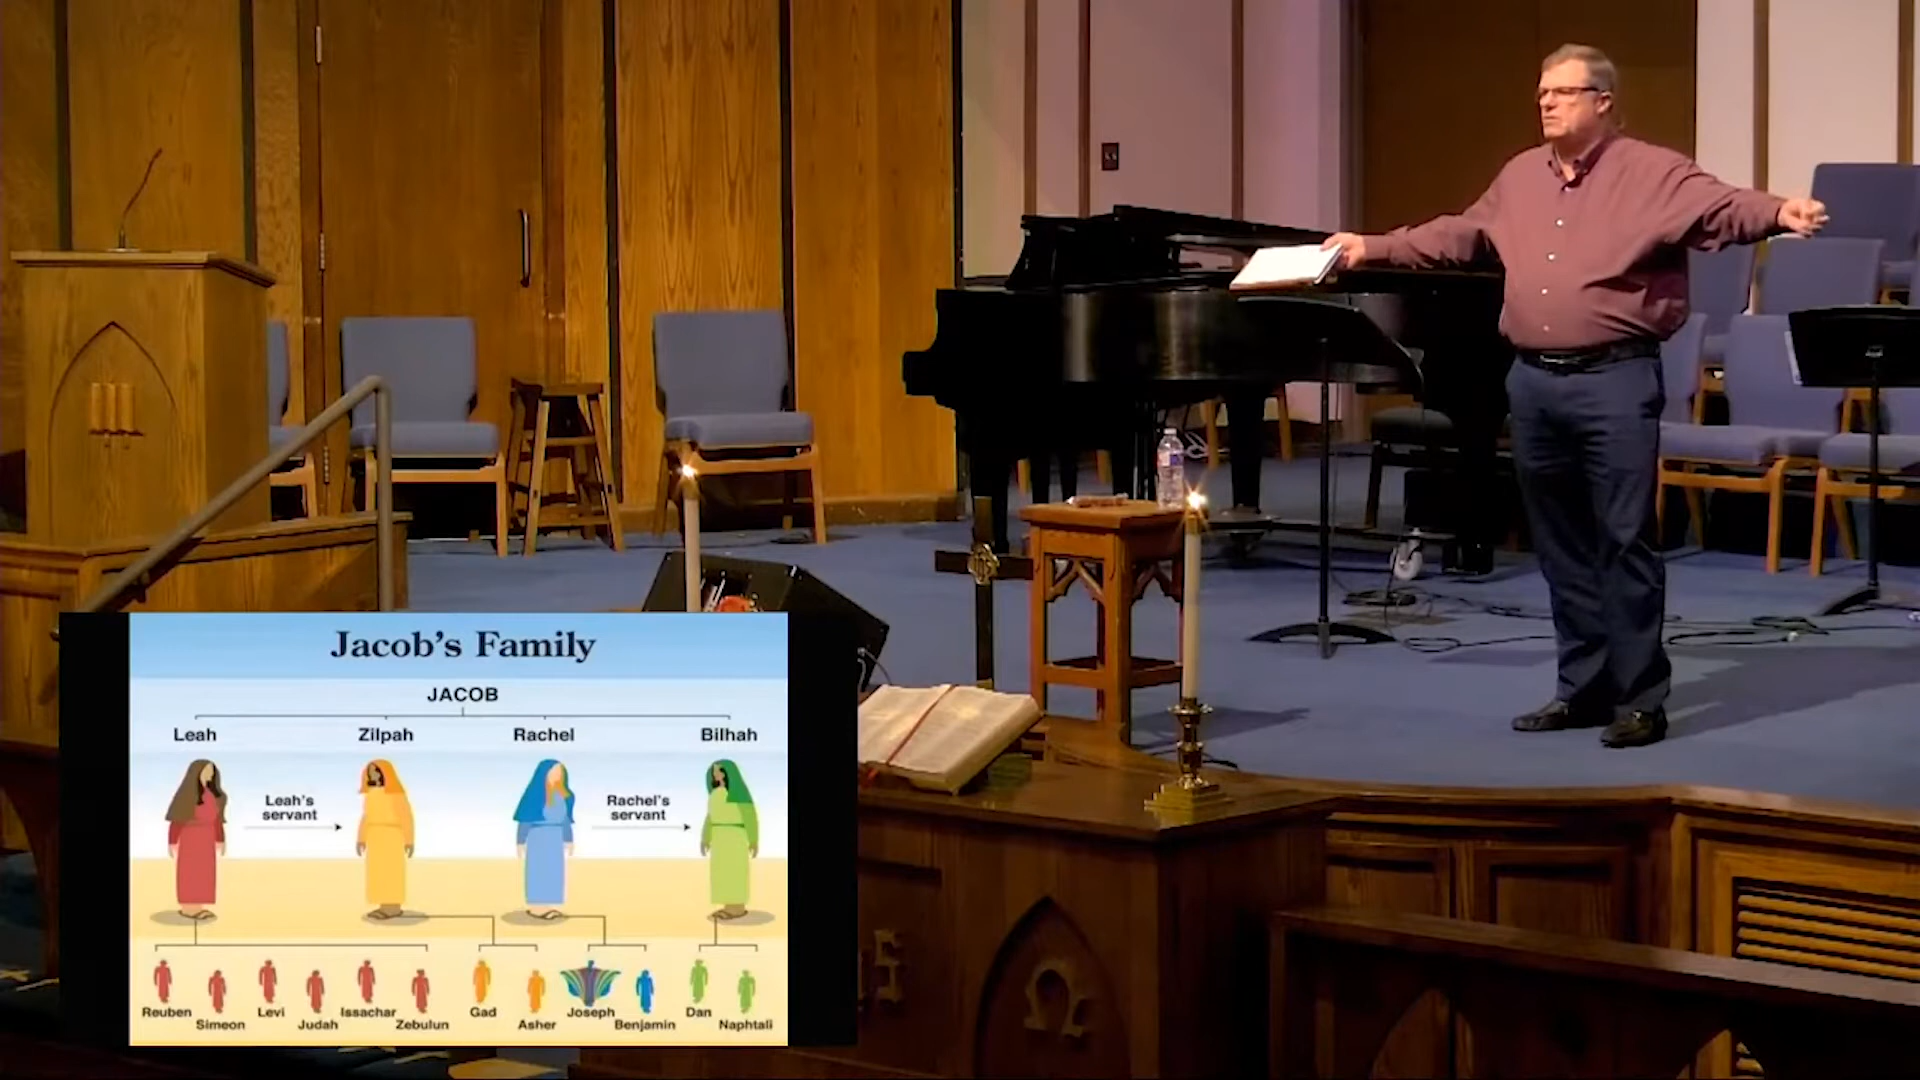 Jacob's Family
JACOB
Leah Zilpah Rachel Bilhah
Leah's
servant
Rachel's
servant
Reuben Simeon Levi Judah Issachar Zebulun Gad Asher Joseph Benjamin Dan Naphtali
Ω